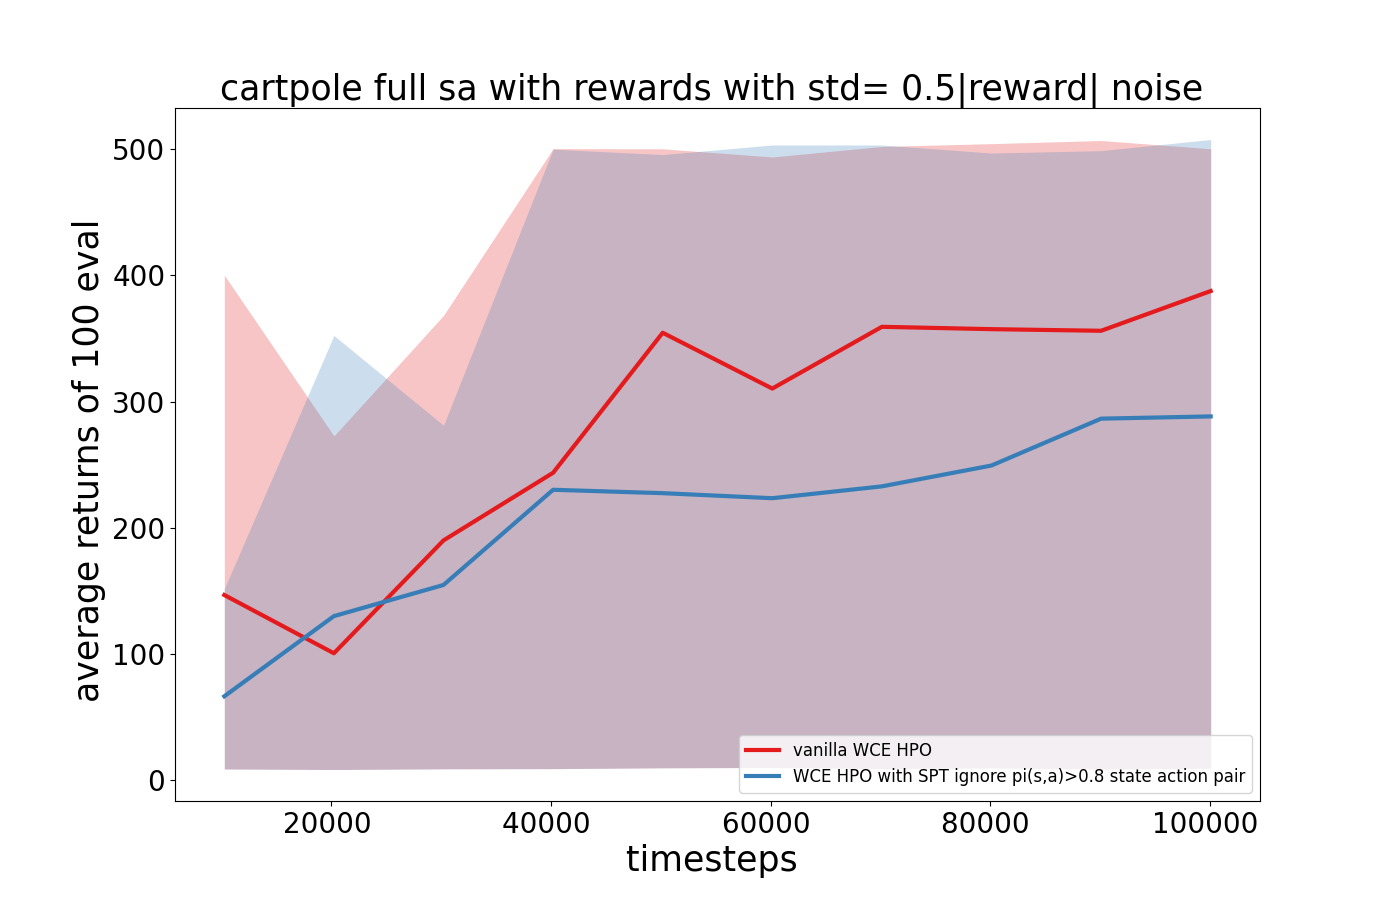 cartpole full sa with rewards with std= 0.5|reward| noise
average returns of 100 eval
500
400
300
200
100
0
vanilla WCE HPO
WCE HPO with SPT ignore pi(s,a)>0.8 state action pair
20000 40000 60000 80000 100000
timesteps